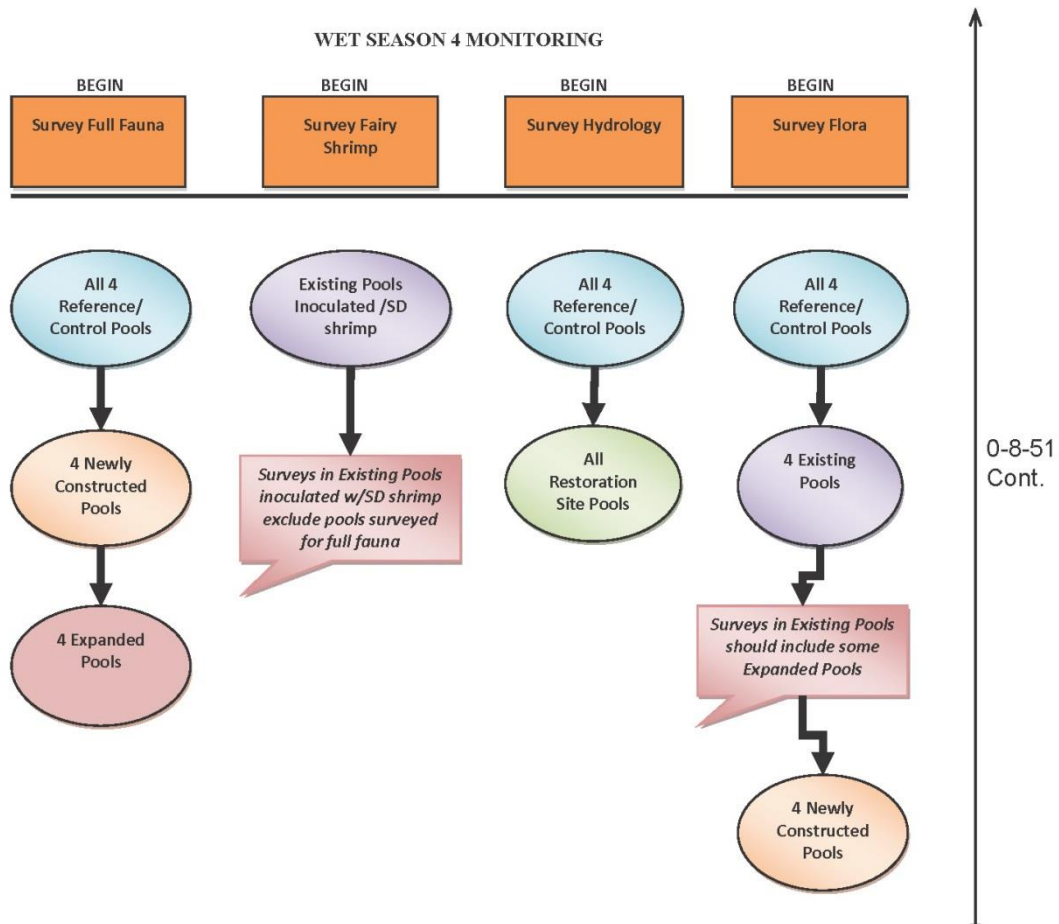 WET SEASON 4 MONITORING
BEGIN
Survey Full Fauna
BEGIN
Survey Fairy
Shrimp
BEGIN
Survey Hydrology
BEGIN
Survey Flora
All 4
Reference/
Control Pools
4 Newly
Constructed
Pools
4 Expanded
Pools
Existing Pools
Inoculated /SD
shrimp
Surveys in Existing Pools
inoculated w/SD shrimp
exclude pools surveyed
for full fauna
All 4
Reference/
Control Pools
All
Restoration
Site Pools
All 4
Reference/
Control Pools
4 Existing
Pools
Surveys in Existing Pools
should include some
Expanded Pools
4 Newly
Constructed
Pools
0-8-51
Cont.